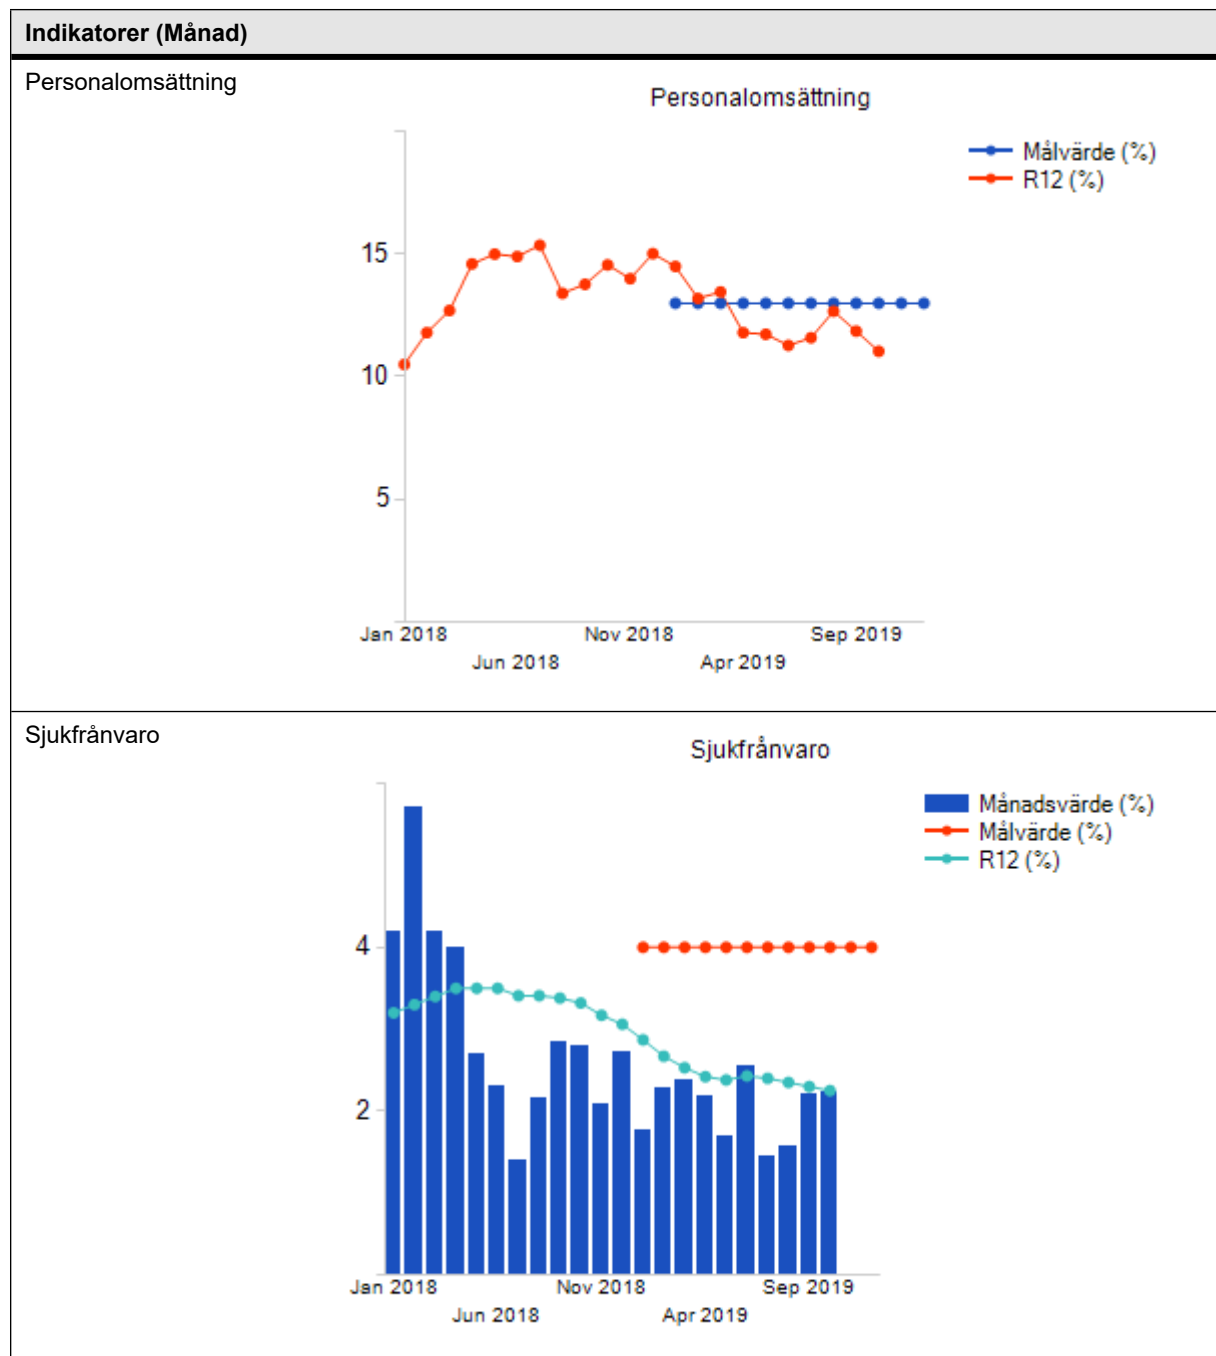 Indikatorer (Månad)
Personalomsättning
Personalomsättning
Målvärde (%)
R12 (%)
15
10
5
Jan 2018
Nov 2018
Sep 2019
Jun 2018
Apr 2019
Sjukfrånvaro
Sjukfrånvaro
Månadsvärde (%)
Målvärde (%)
R12 (%)
4
2
Jan 2018
Nov 2018
Sep 2019
Jun 2018
Apr 2019